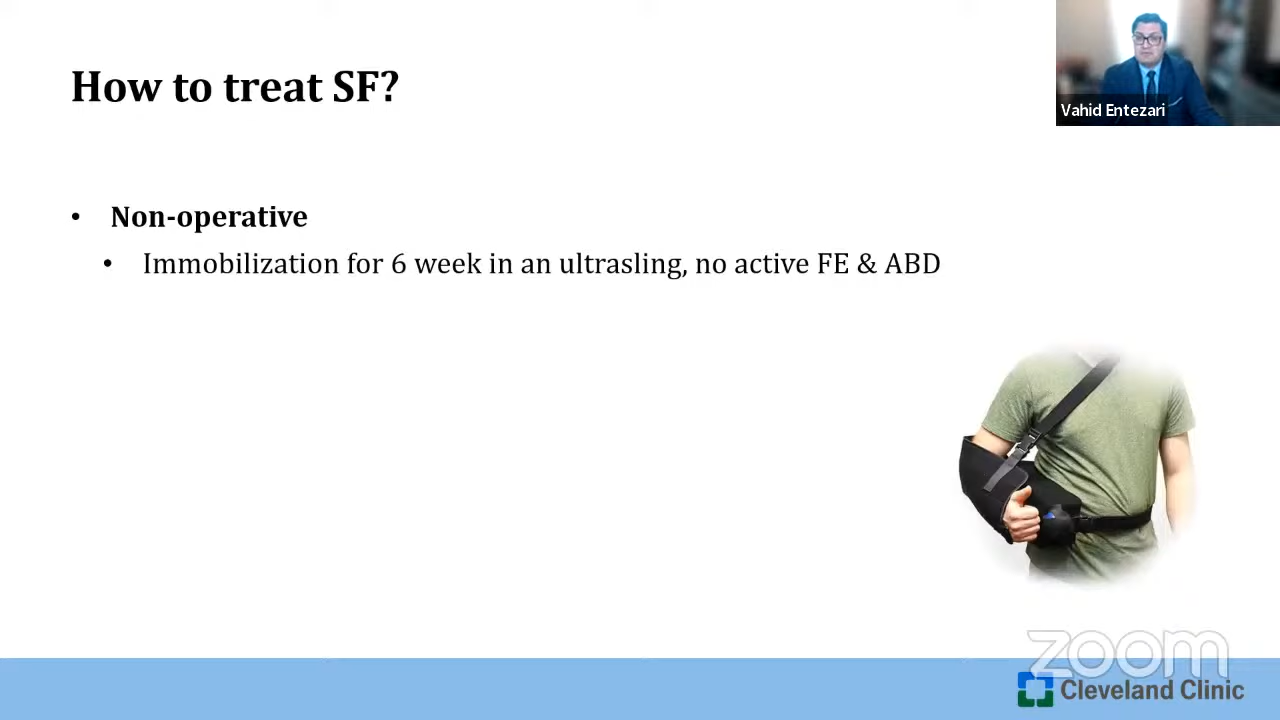 How to treat SF?
Vahid Entezari
• Non-operative
• Immobilization for 6 week in an ultrasling, no active FE & ABD
zoom
Cleveland Clinic